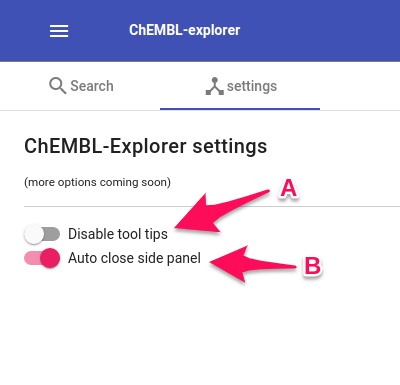 ChEMBL-explorer
Search settings
ChEMBL-Explorer settings
(more options coming soon)
A
Disable tool tips
Auto close side panel
B